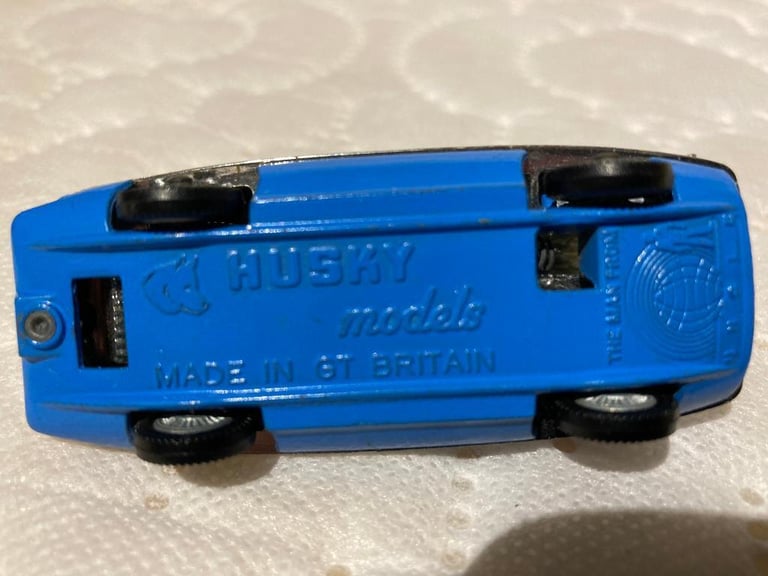 HUSKY
models
MADE IN GT BRITAIN
THE MAN FROM